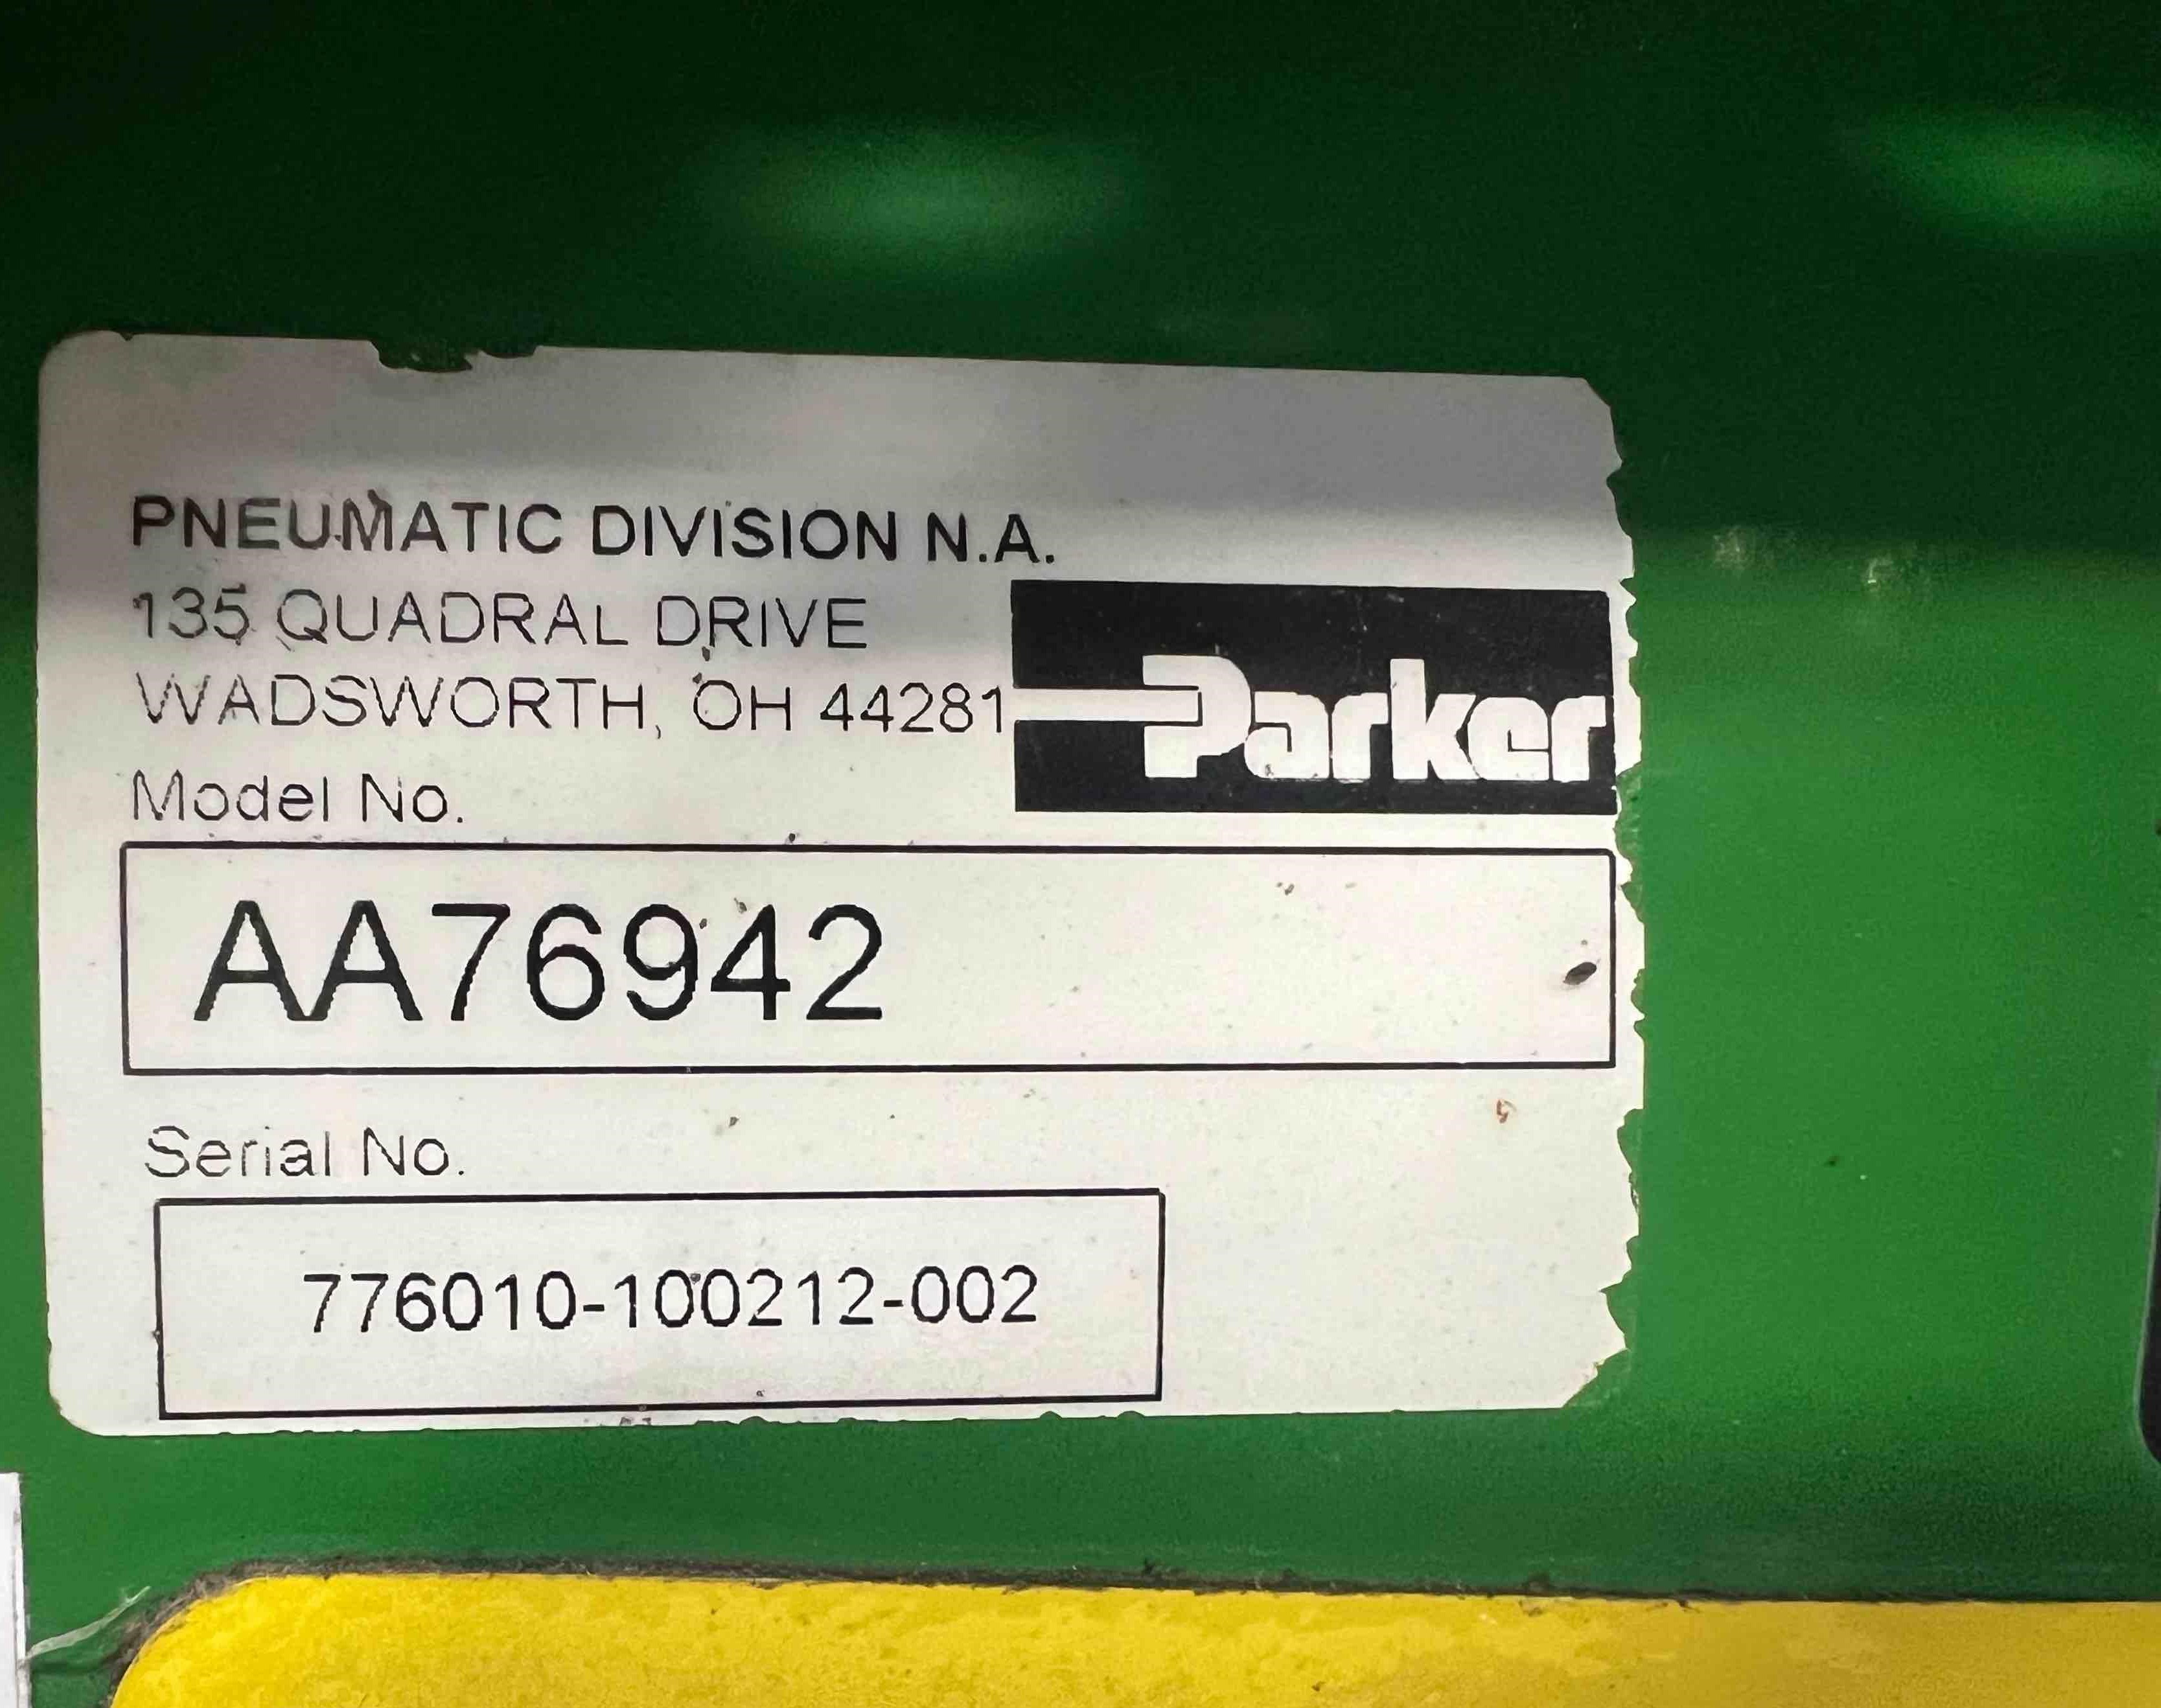 PNEUMATIC DIVISION N.A.
135 QUADRAL DRIVE
WADSWORTH, OH 44281
Parker
Model No.
AA76942
Serial No.
776010-100212-002